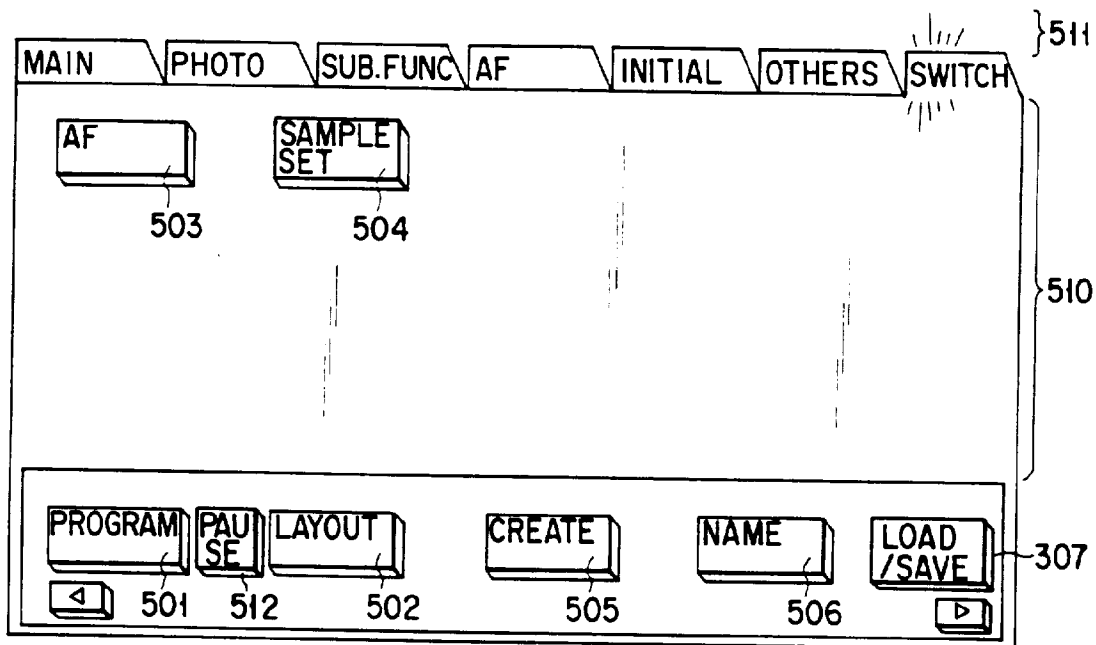 511
MAIN PHOTO SUB.FUNC AF INITIAL OTHERS SWITCH
AF
SAMPLE
SET
503
504
510
PROGRAM
PAU
SE
LAYOUT
CREATE
NAME
LOAD
/SAVE
307
501
512
502
505
506